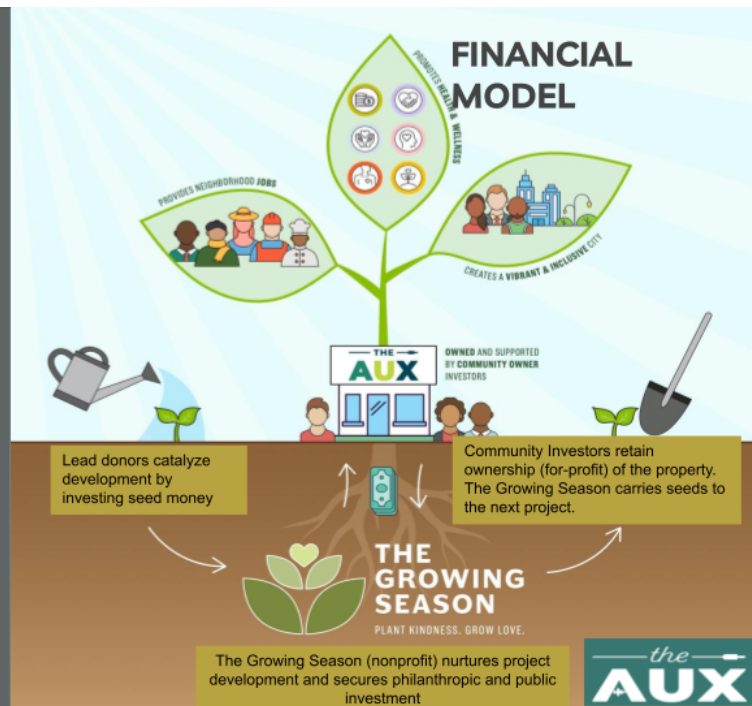 FINANCIAL
MODEL
PROMOTES HEALTH & WELLNESS
PROVIDES NEIGHBORHOOD JOBS
CREATES A VIBRANT & INCLUSIVE CITY
THE
AUX
OWNED AND SUPPORTED
BY COMMUNITY OWNER
INVESTORS
Lead donors catalyze
development by
investing seed money
Community Investors retain
ownership (for-profit) of the property.
The Growing Season carries seeds to
the next project.
THE
GROWING
SEASON
PLANT KINDNESS. GROW LOVE.
The Growing Season (nonprofit) nurtures project
development and secures philanthropic and public
investment
the
AUX